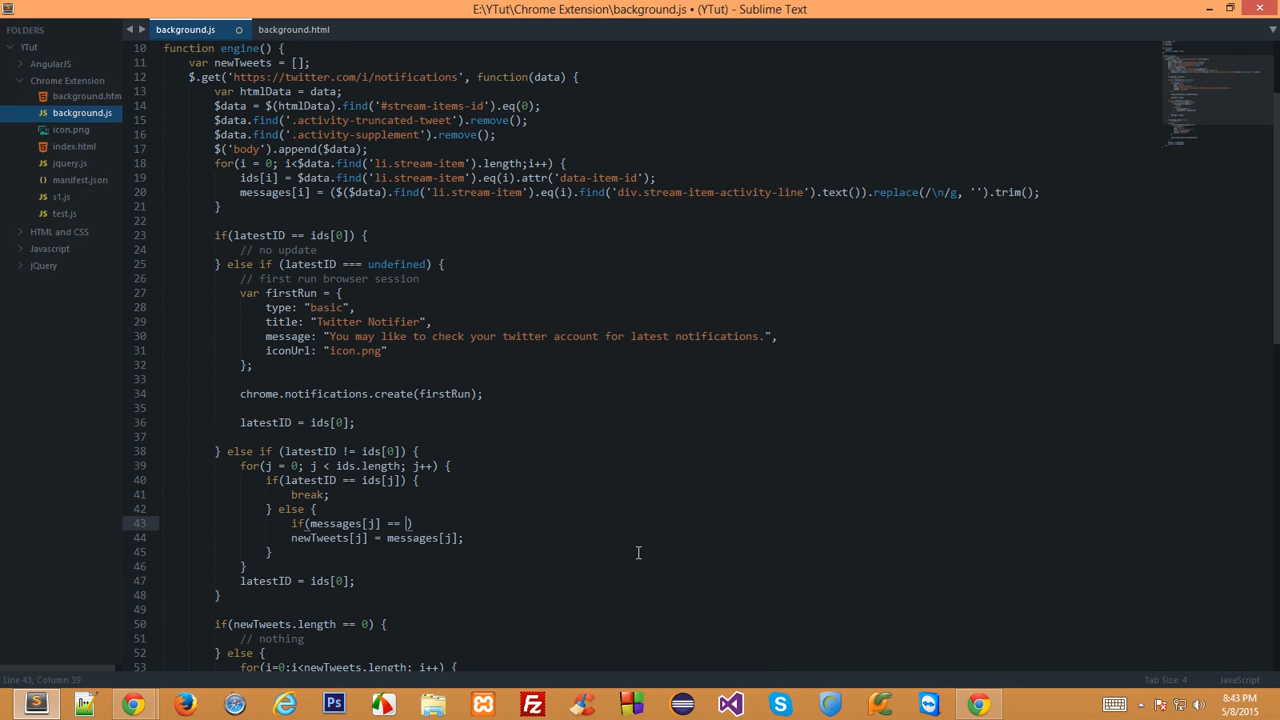 E:\YTut\Chrome Extension\background.js • (YTut) - Sublime Text
FOLDERS
YTut
AngularJS
Chrome Extension
background.htm
background.js
icon.png
index.html
jquery.js
manifest.json
s1.js
test.js
HTML and CSS
Javascript
jQuery
background.js
background.html
10 function engine() {
11 var newTweets = [];
12 $.get('https://twitter.com/i/notifications', function(data) {
13 var htmlData = data;
14 $data = $(htmlData).find('#stream-items-id').eq(0);
15 $data.find('.activity-truncated-tweet').remove();
16 $data.find('.activity-supplement').remove();
17 $('body').append($data);
18 for(i = 0; i<$data.find('li.stream-item').length;i++) {
19 ids[i] = $data.find('li.stream-item').eq(i).attr('data-item-id');
20 messages[i] = ($($data).find('li.stream-item').eq(i).find('div.stream-item-activity-line').text()).replace(/\n/g, '').trim();
21 }
22
23 if(latestID == ids[0]) {
24 // no update
25 } else if (latestID === undefined) {
26 // first run browser session
27 var firstRun = {
28 type: "basic",
29 title: "Twitter Notifier",
30 message: "You may like to check your twitter account for latest notifications.",
31 iconUrl: "icon.png"
32 };
33
34 chrome.notifications.create(firstRun);
35
36 latestID = ids[0];
37
38 } else if (latestID != ids[0]) {
39 for(j = 0; j < ids.length; j++) {
40 if(latestID == ids[j]) {
41 break;
42 } else {
43 if(messages[j] == )
44 newTweets[j] = messages[j];
45 }
46 }
47 latestID = ids[0];
48 }
49
50 if(newTweets.length == 0) {
51 // nothing
52 } else {
53 for(i=0;i<newTweets.length; i++) {
Line 43, Column 39
Tab Size: 4
JavaScript
8:43 PM
5/8/2015